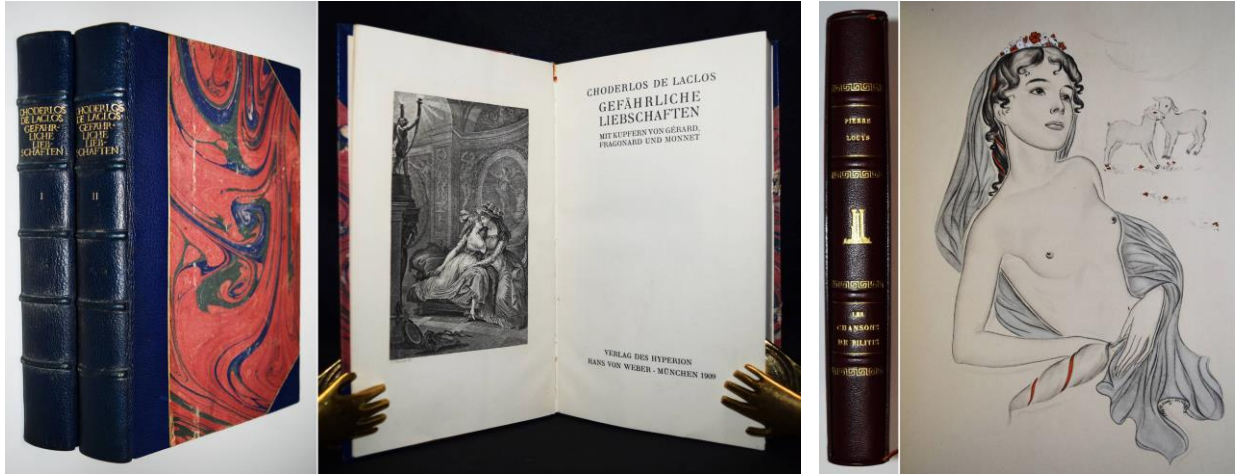 CHODERLOS
DE LACLOS
GEFÄHR-
LICHE
LIEB-
SCHAFTEN
I
CHODERLOS
DE LACLOS
GEFÄHR-
LICHE
LIEB-
SCHAFTEN
II
CHODERLOS DE LACLOS
GEFÄHRLICHE
LIEBSCHAFTEN
MIT KUPFERN VON GÉRARD,
FRAGONARD UND MONNET
VERLAG DES HYPERION
HANS VON WEBER · MÜNCHEN 1909
PIERRE
LOUYS
LES
CHANSONS
DE BILITIS